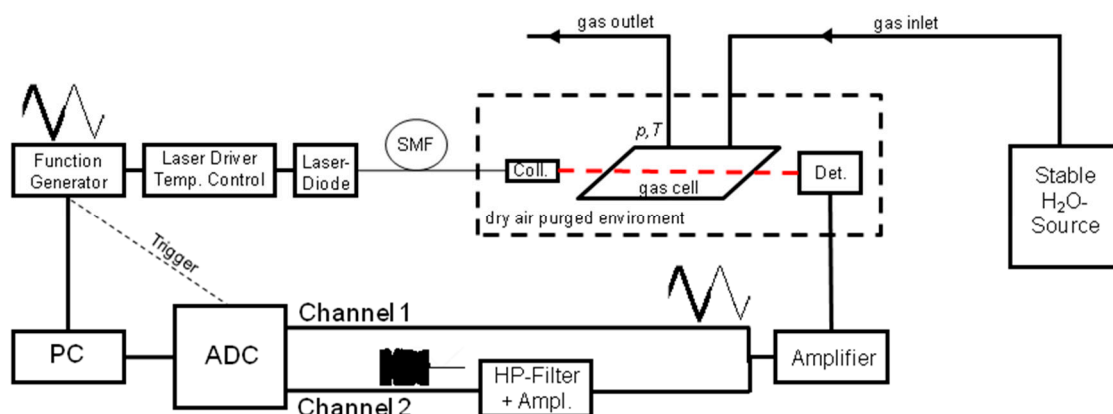 gas outlet
gas inlet
p,T
SMF
Function
Generator
Laser Driver
Temp. Control
Laser-
Diode
Coll.
gas cell
Det.
dry air purged enviroment
Stable
H₂O-
Source
Trigger
Channel 1
PC
ADC
HP-Filter
+ Ampl.
Amplifier
Channel 2